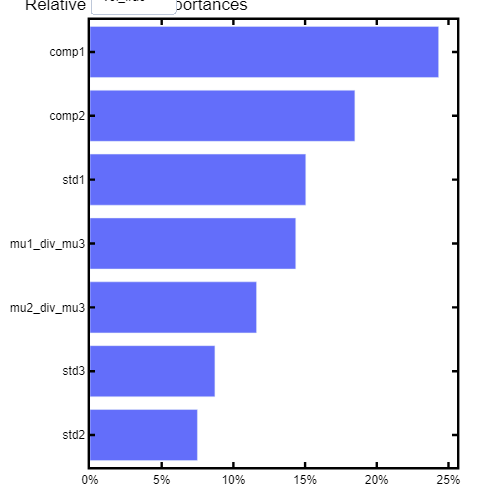 Relative portances
comp1
comp2
std1
mu1_div_mu3
mu2_div_mu3
std3
std2
0% 5% 10% 15% 20% 25%